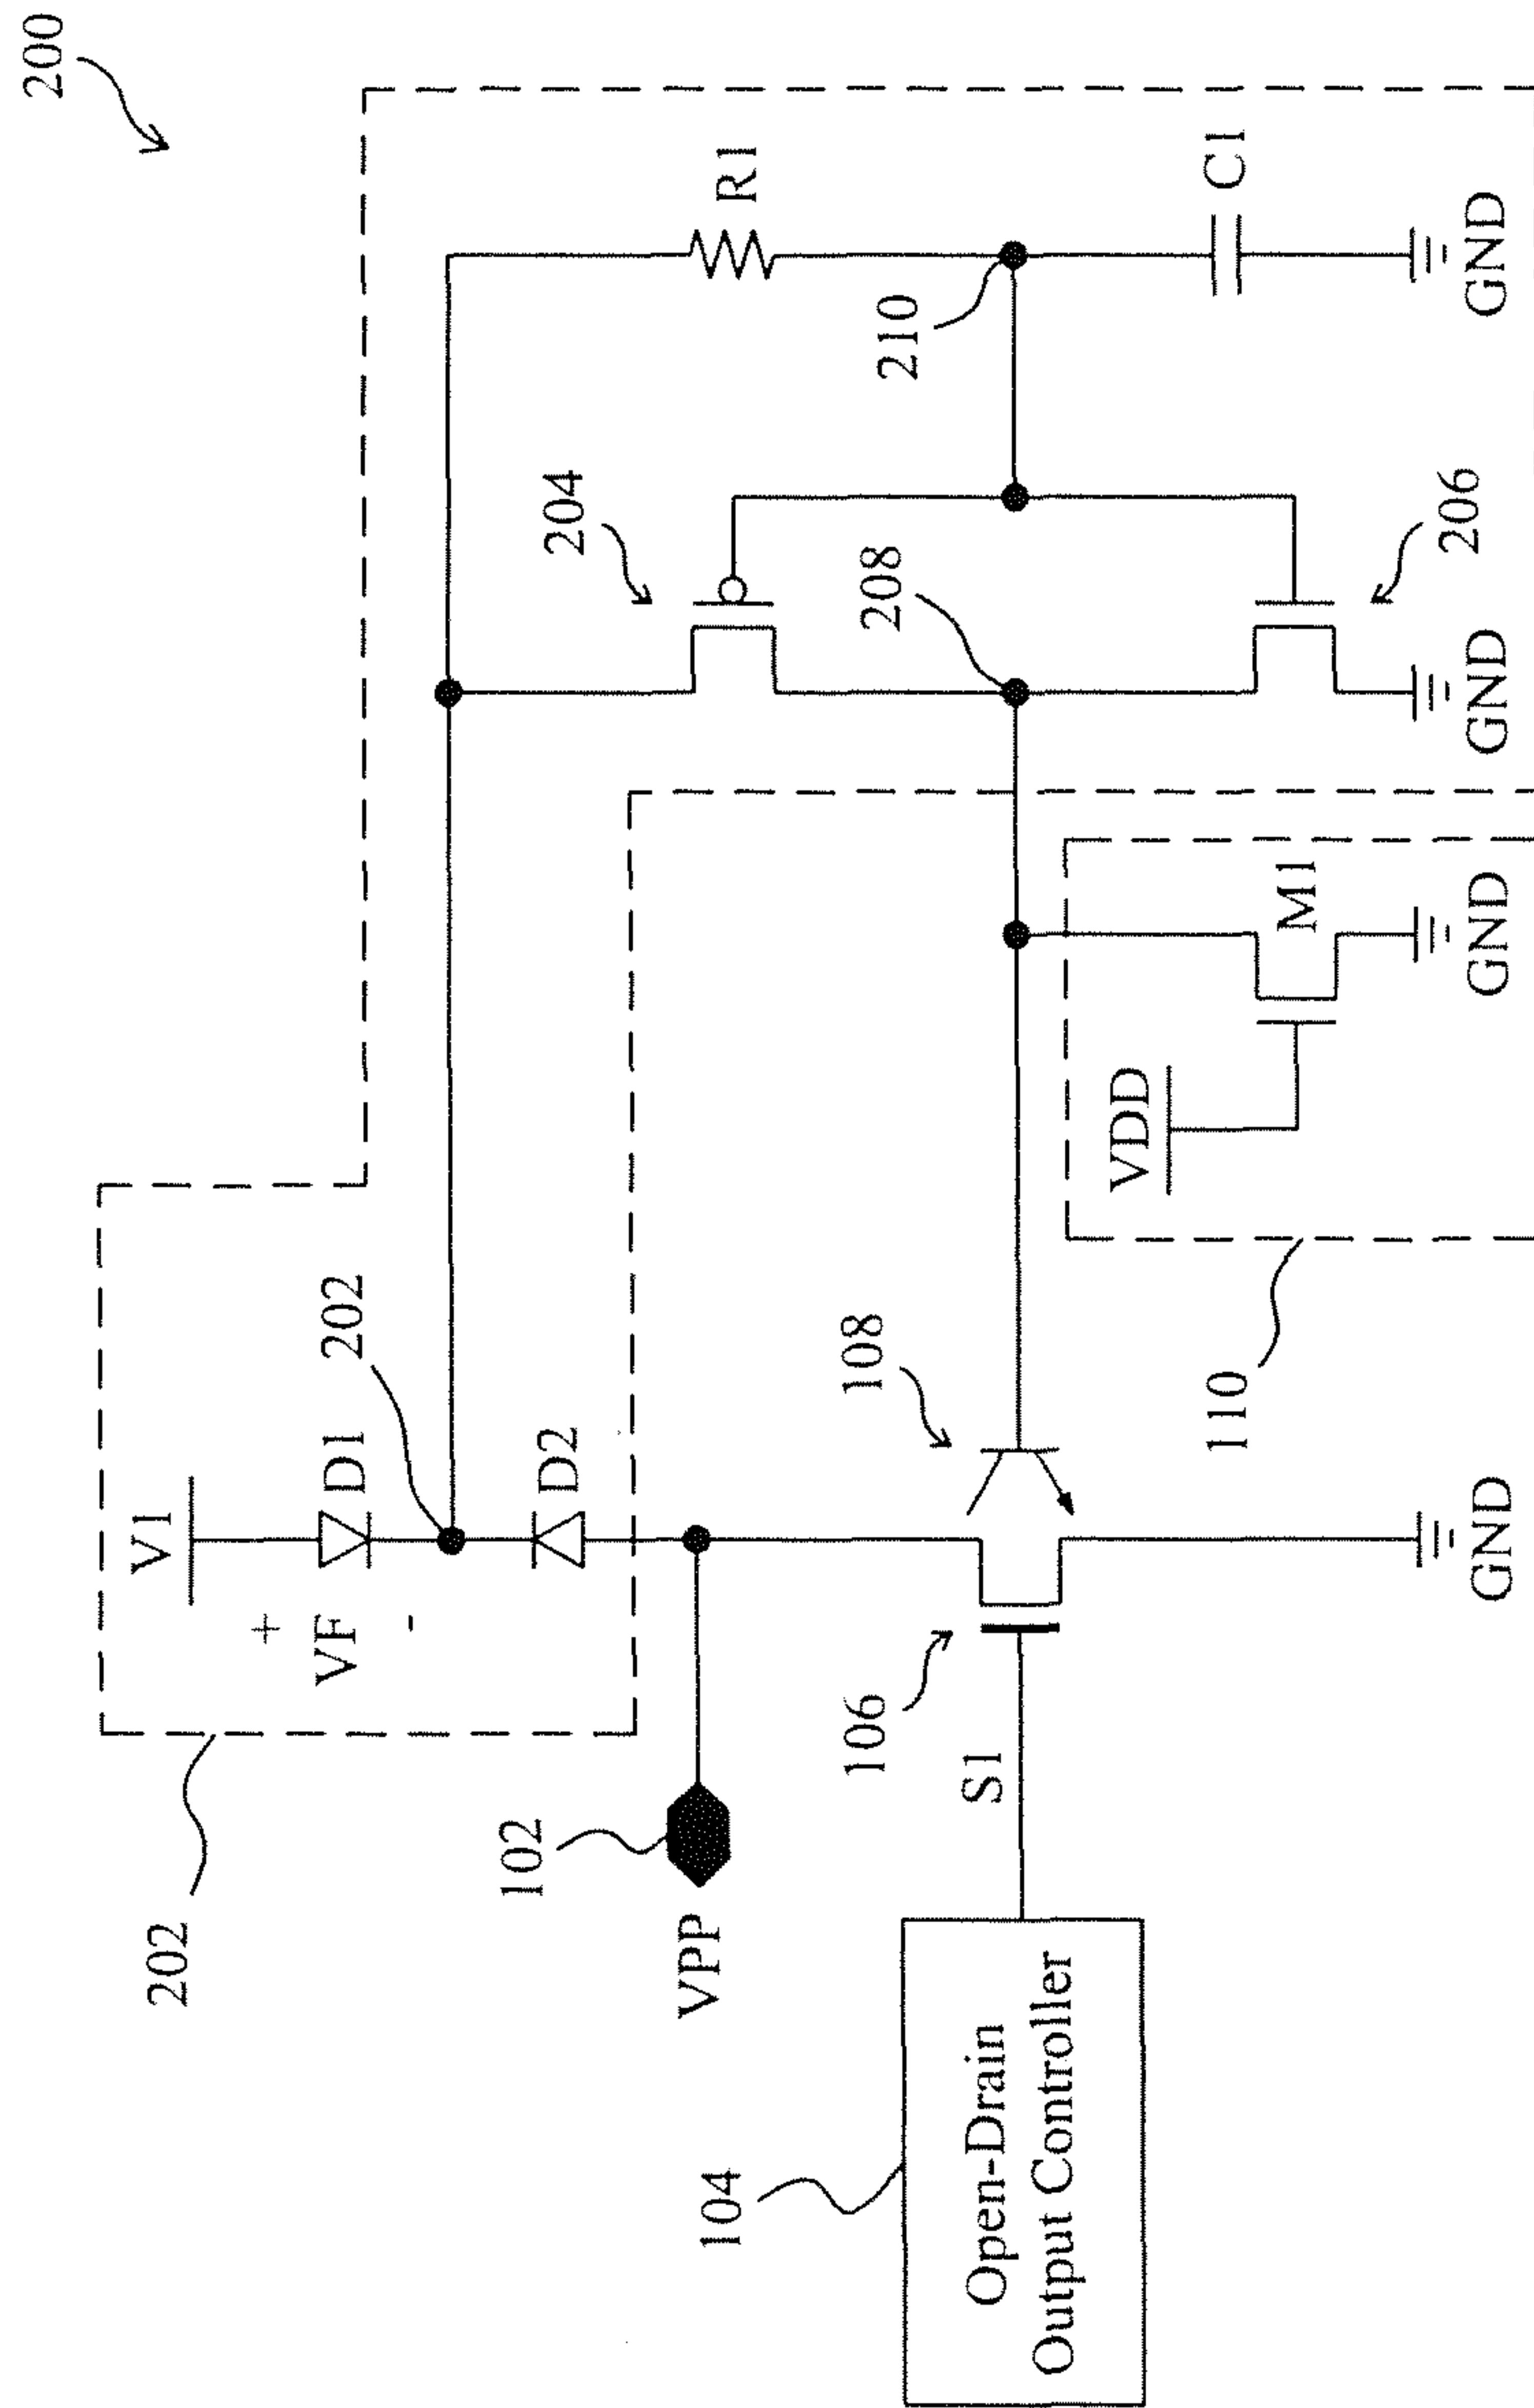 200
V1
+
VF
-
D1
202
202
D2
R1
204
102
VPP
208
210
C1
106
108
S1
104
Open-Drain
Output Controller
VDD
M1
110
206
GND
GND
GND
GND